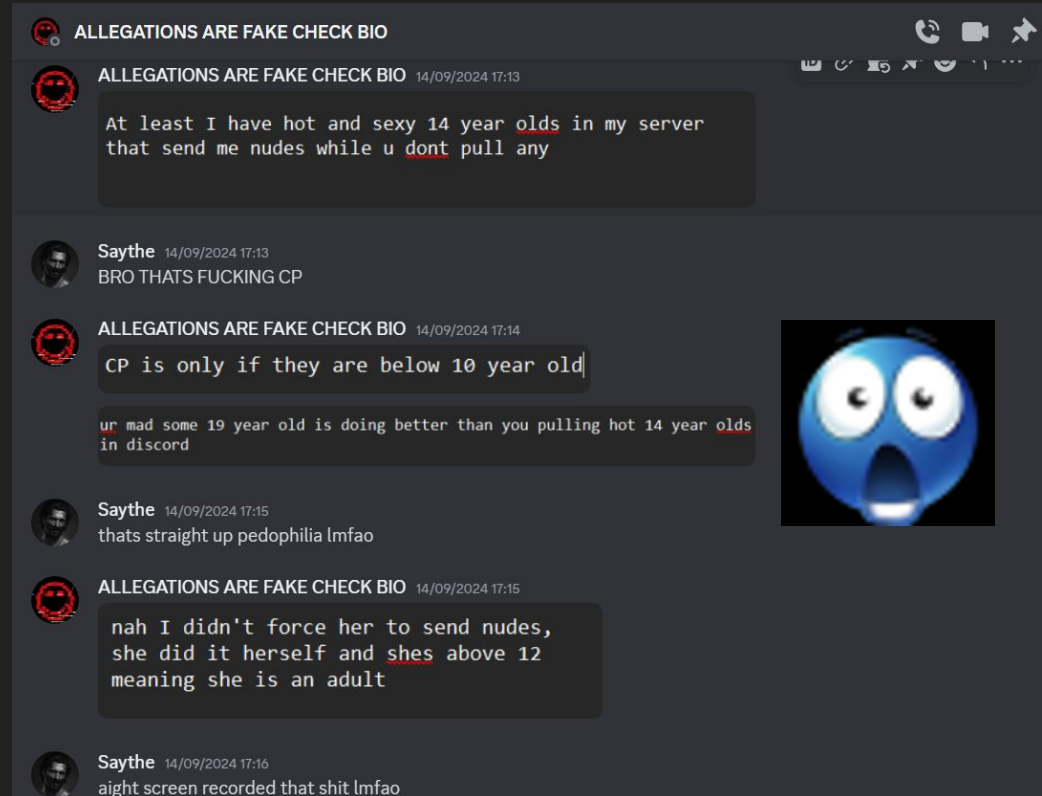 ALLEGATIONS ARE FAKE CHECK BIO
ALLEGATIONS ARE FAKE CHECK BIO 14/09/2024 17:13
At least I have hot and sexy 14 year olds in my server
that send me nudes while u dont pull any
Saythe 14/09/2024 17:13
BRO THATS FUCKING CP
ALLEGATIONS ARE FAKE CHECK BIO 14/09/2024 17:14
CP is only if they are below 10 year old
ur mad some 19 year old is doing better than you pulling hot 14 year olds
in discord
Saythe 14/09/2024 17:15
thats straight up pedophilia lmfao
ALLEGATIONS ARE FAKE CHECK BIO 14/09/2024 17:15
nah I didn't force her to send nudes,
she did it herself and shes above 12
meaning she is an adult
Saythe 14/09/2024 17:16
aight screen recorded that shit lmfao